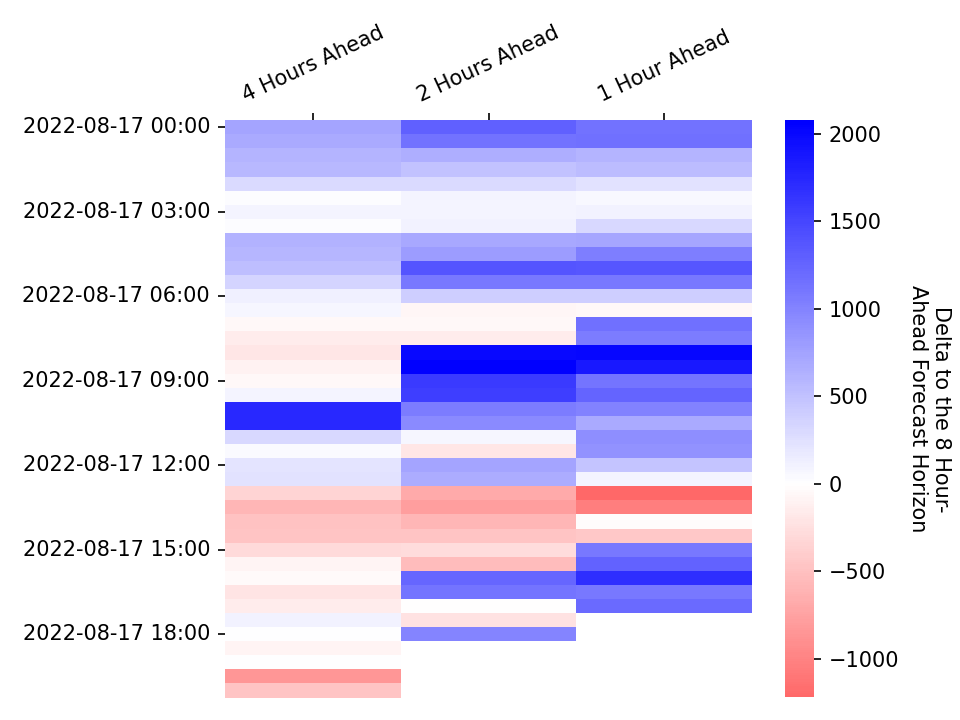 4 Hours Ahead
2 Hours Ahead
1 Hour Ahead
2022-08-17 00:00
2022-08-17 03:00
2022-08-17 06:00
2022-08-17 09:00
2022-08-17 12:00
2022-08-17 15:00
2022-08-17 18:00
2000
1500
1000
500
0
−500
−1000
Delta to the 8 Hour-
Ahead Forecast Horizon